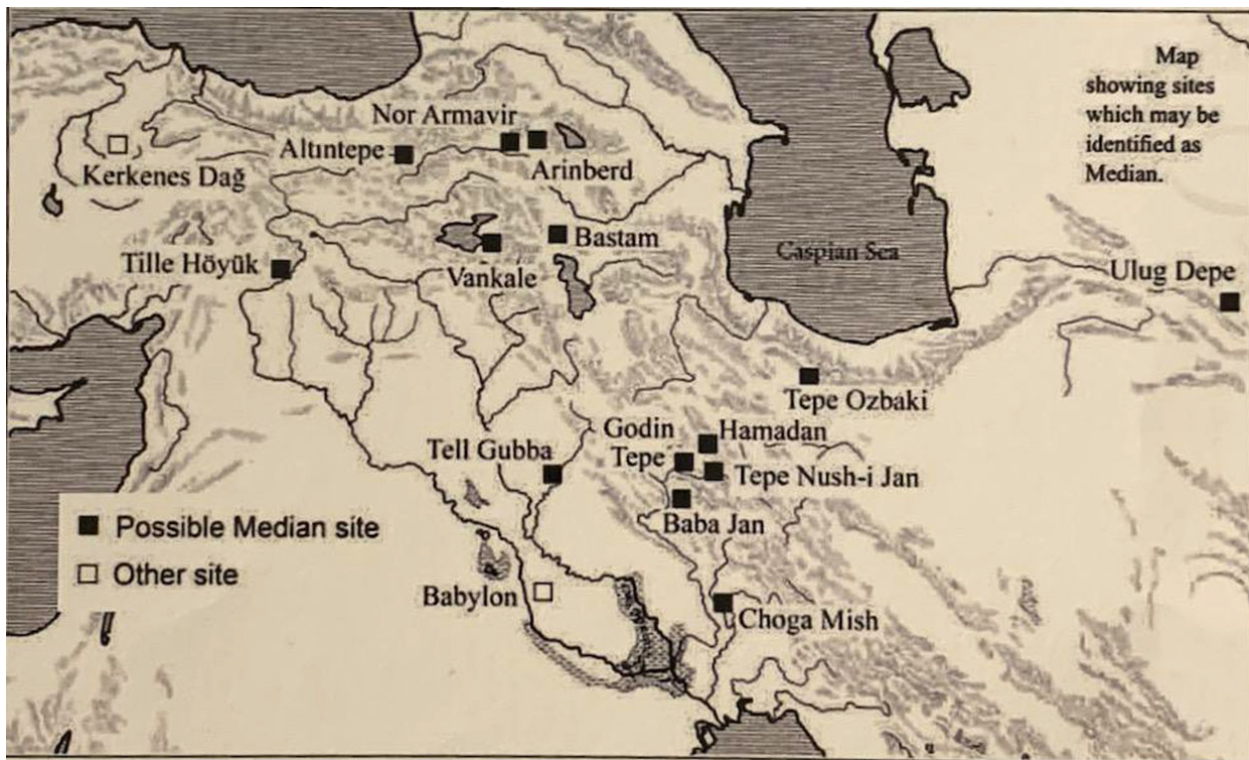 Map
showing sites
which may be
identified as
Median.
Nor Armavir
Altıntepe
Arinberd
Kerkenes Dağ
Bastam
Caspian Sea
Tille Höyük
Vankale
Ulug Depe
Tepe Ozbaki
Godin
Tepe
Hamadan
Tell Gubba
Tepe Nush-i Jan
Baba Jan
Possible Median site
Other site
Babylon
Choga Mish